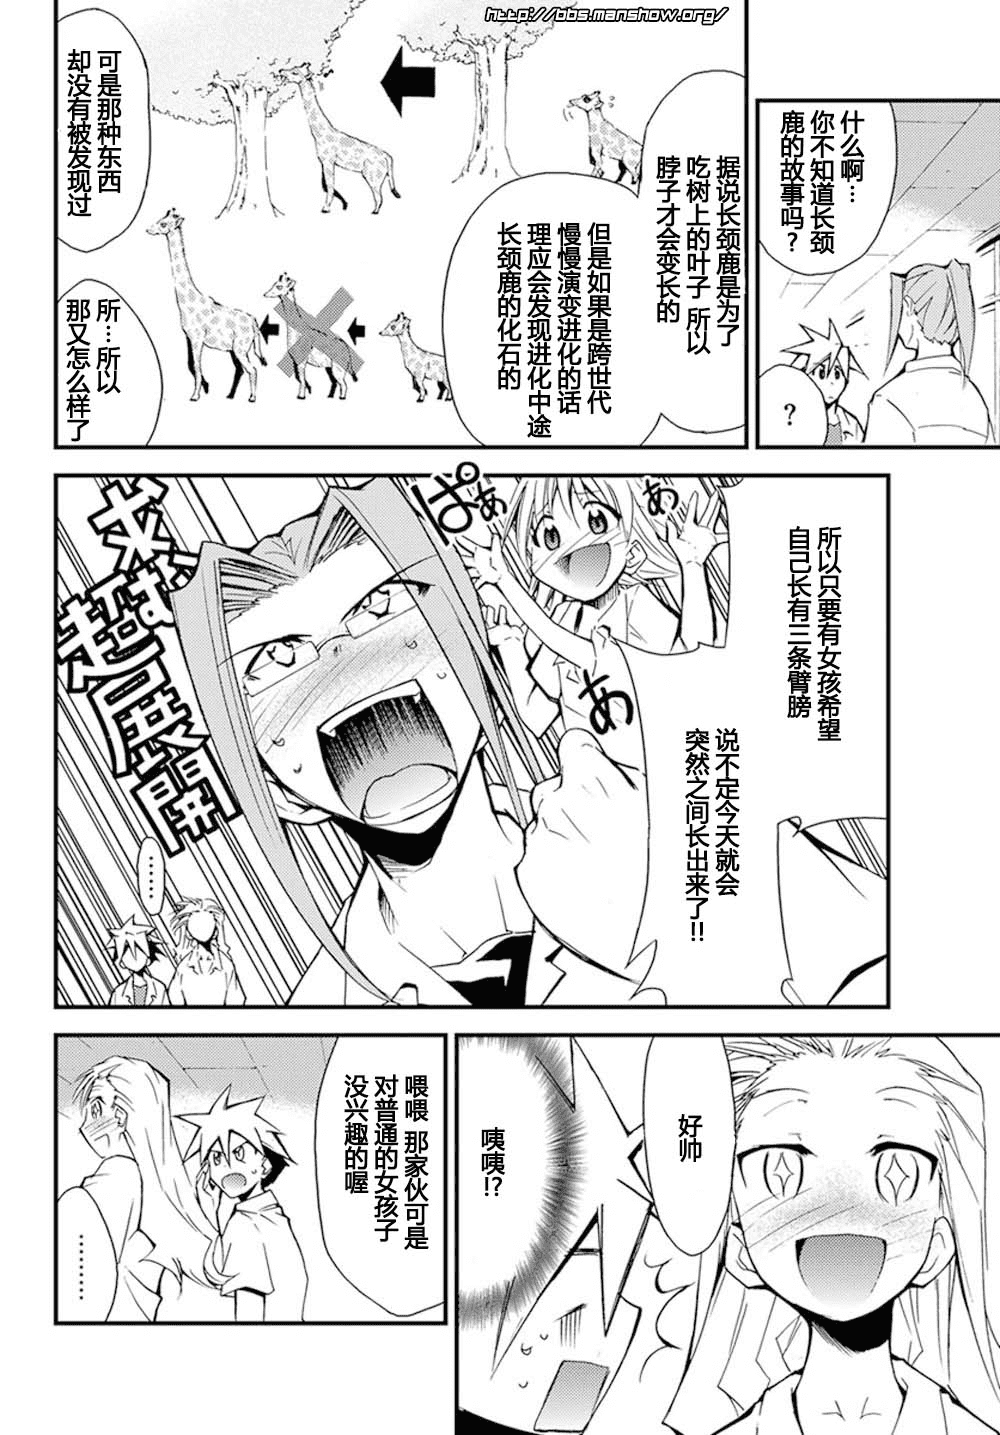 http://bbs.manshow.org/
什么啊…
你不知道长颈
鹿的故事吗？
？
据说长颈鹿是为了
吃树上的叶子 所以
脖子才会变长的
但是如果是跨世代
慢慢演变进化的话
理应会发现进化中途
长颈鹿的化石的
可是那种东西
却没有被发现过
所…所以
那又怎么样了
所以只要有女孩希望
自己长有三条臂膀
说不定今天就会
突然之间长出来了!!
ぱぁ
あ
あ
超展開
……
好帅
咦咦!?
喂喂 那家伙可是
对普通的女孩子
没兴趣的喔
………